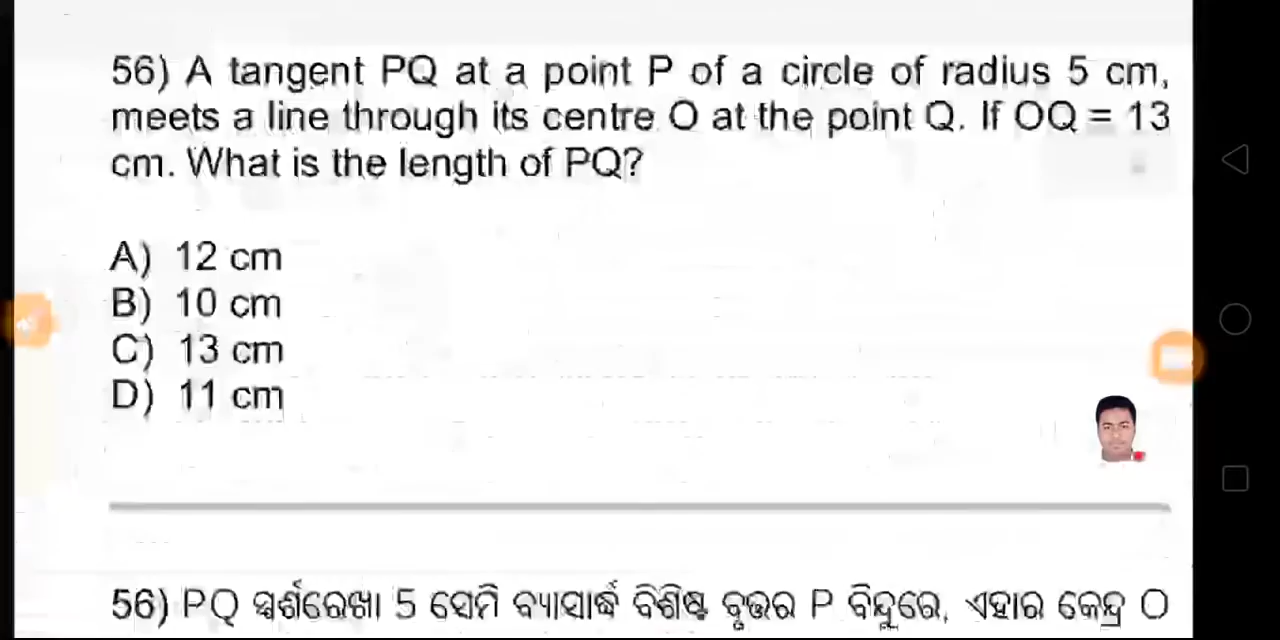 56) A tangent PQ at a point P of a circle of radius 5 cm,
meets a line through its centre O at the point Q. If OQ = 13
cm. What is the length of PQ?
A) 12 cm
B) 10 cm
C) 13 cm
D) 11 cm
56) PQ ସ୍ପର୍ଶରେଖା 5 ସେମି ବ୍ୟାସାର୍ଦ୍ଧ ବିଶିଷ୍ଟ ବୃତ୍ତର P ବିନ୍ଦୁରେ, ଏହାର କେନ୍ଦ୍ର O